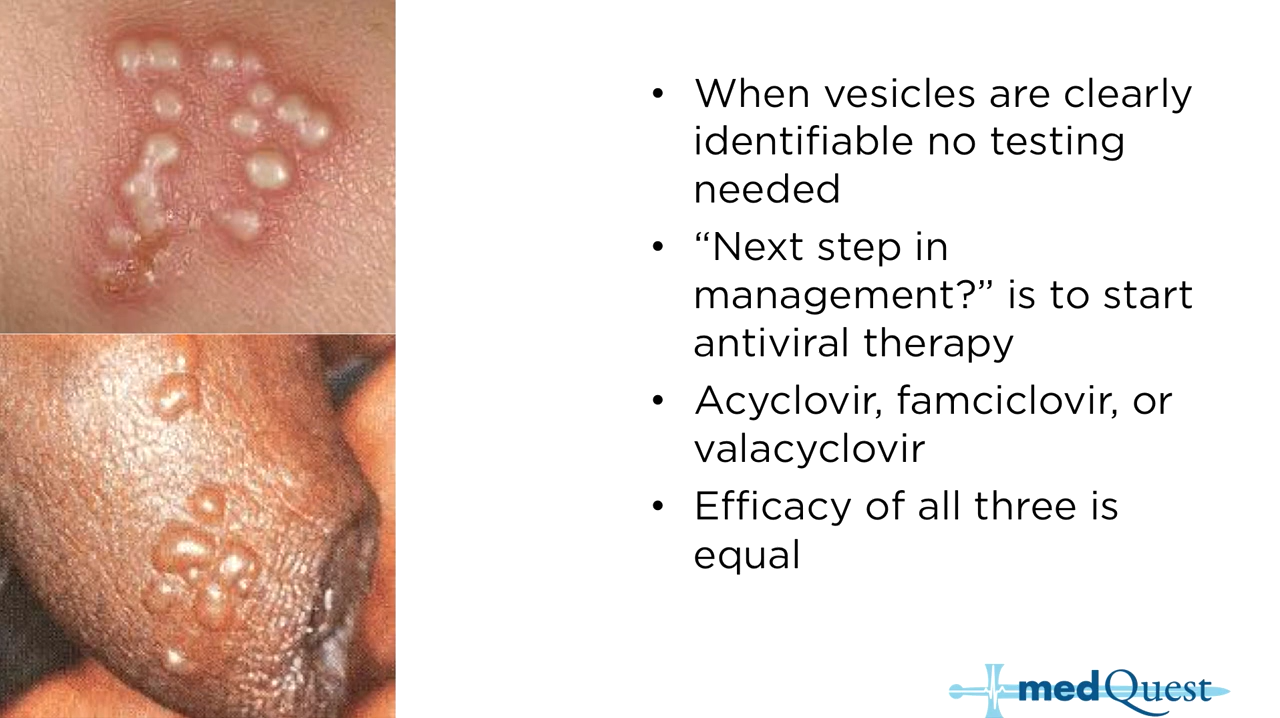 • When vesicles are clearly
identifiable no testing
needed
• “Next step in
management?” is to start
antiviral therapy
• Acyclovir, famciclovir, or
valacyclovir
• Efficacy of all three is
equal
medQuest